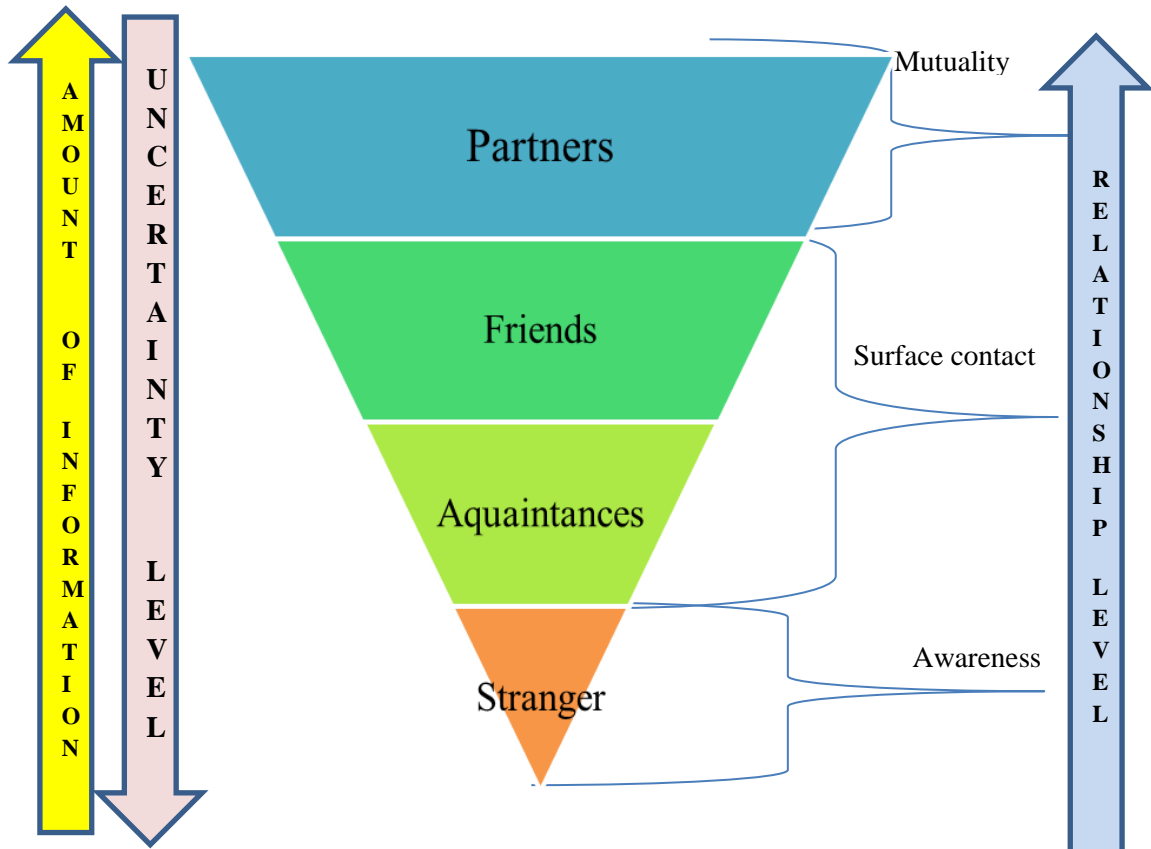 AMOUNT OF INFORMATION
UNCERTAINTY LEVEL
Mutuality
Partners
Friends
Surface contact
Aquaintances
Awareness
Stranger
RELATIONSHIP LEVEL